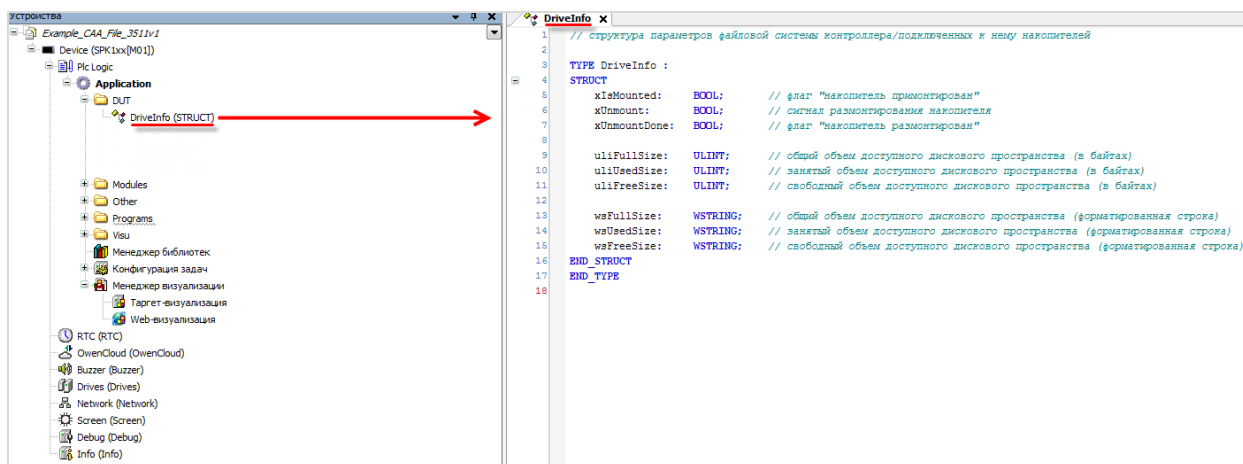 Устройства
Example_CAA_File_3511v1
Device (SPK1xx[M01])
Plc Logic
Application
DUT
DriveInfo (STRUCT)
Modules
Other
Programs
Visu
Менеджер библиотек
Конфигурация задач
Менеджер визуализации
Таргет-визуализация
Web-визуализация
RTC (RTC)
OwenCloud (OwenCloud)
Buzzer (Buzzer)
Drives (Drives)
Network (Network)
Screen (Screen)
Debug (Debug)
Info (Info)
DriveInfo X
1 // структура параметров файловой системы контроллера/подключенных к нему накопителей
2
3 TYPE DriveInfo :
4 STRUCT
5 xIsMounted: BOOL; // флаг "накопитель примонтирован"
6 xUnmount: BOOL; // сигнал размонтирования накопителя
7 xUnmountDone: BOOL; // флаг "накопитель размонтирован"
8
9 uliFullSize: ULINT; // общий объем доступного дискового пространства (в байтах)
10 uliUsedSize: ULINT; // занятый объем доступного дискового пространства (в байтах)
11 uliFreeSize: ULINT; // свободный объем доступного дискового пространства (в байтах)
12
13 wsFullSize: WSTRING; // общий объем доступного дискового пространства (форматированная строка)
14 wsUsedSize: WSTRING; // занятый объем доступного дискового пространства (форматированная строка)
15 wsFreeSize: WSTRING; // свободный объем доступного дискового пространства (форматированная строка)
16 END_STRUCT
17 END_TYPE
18